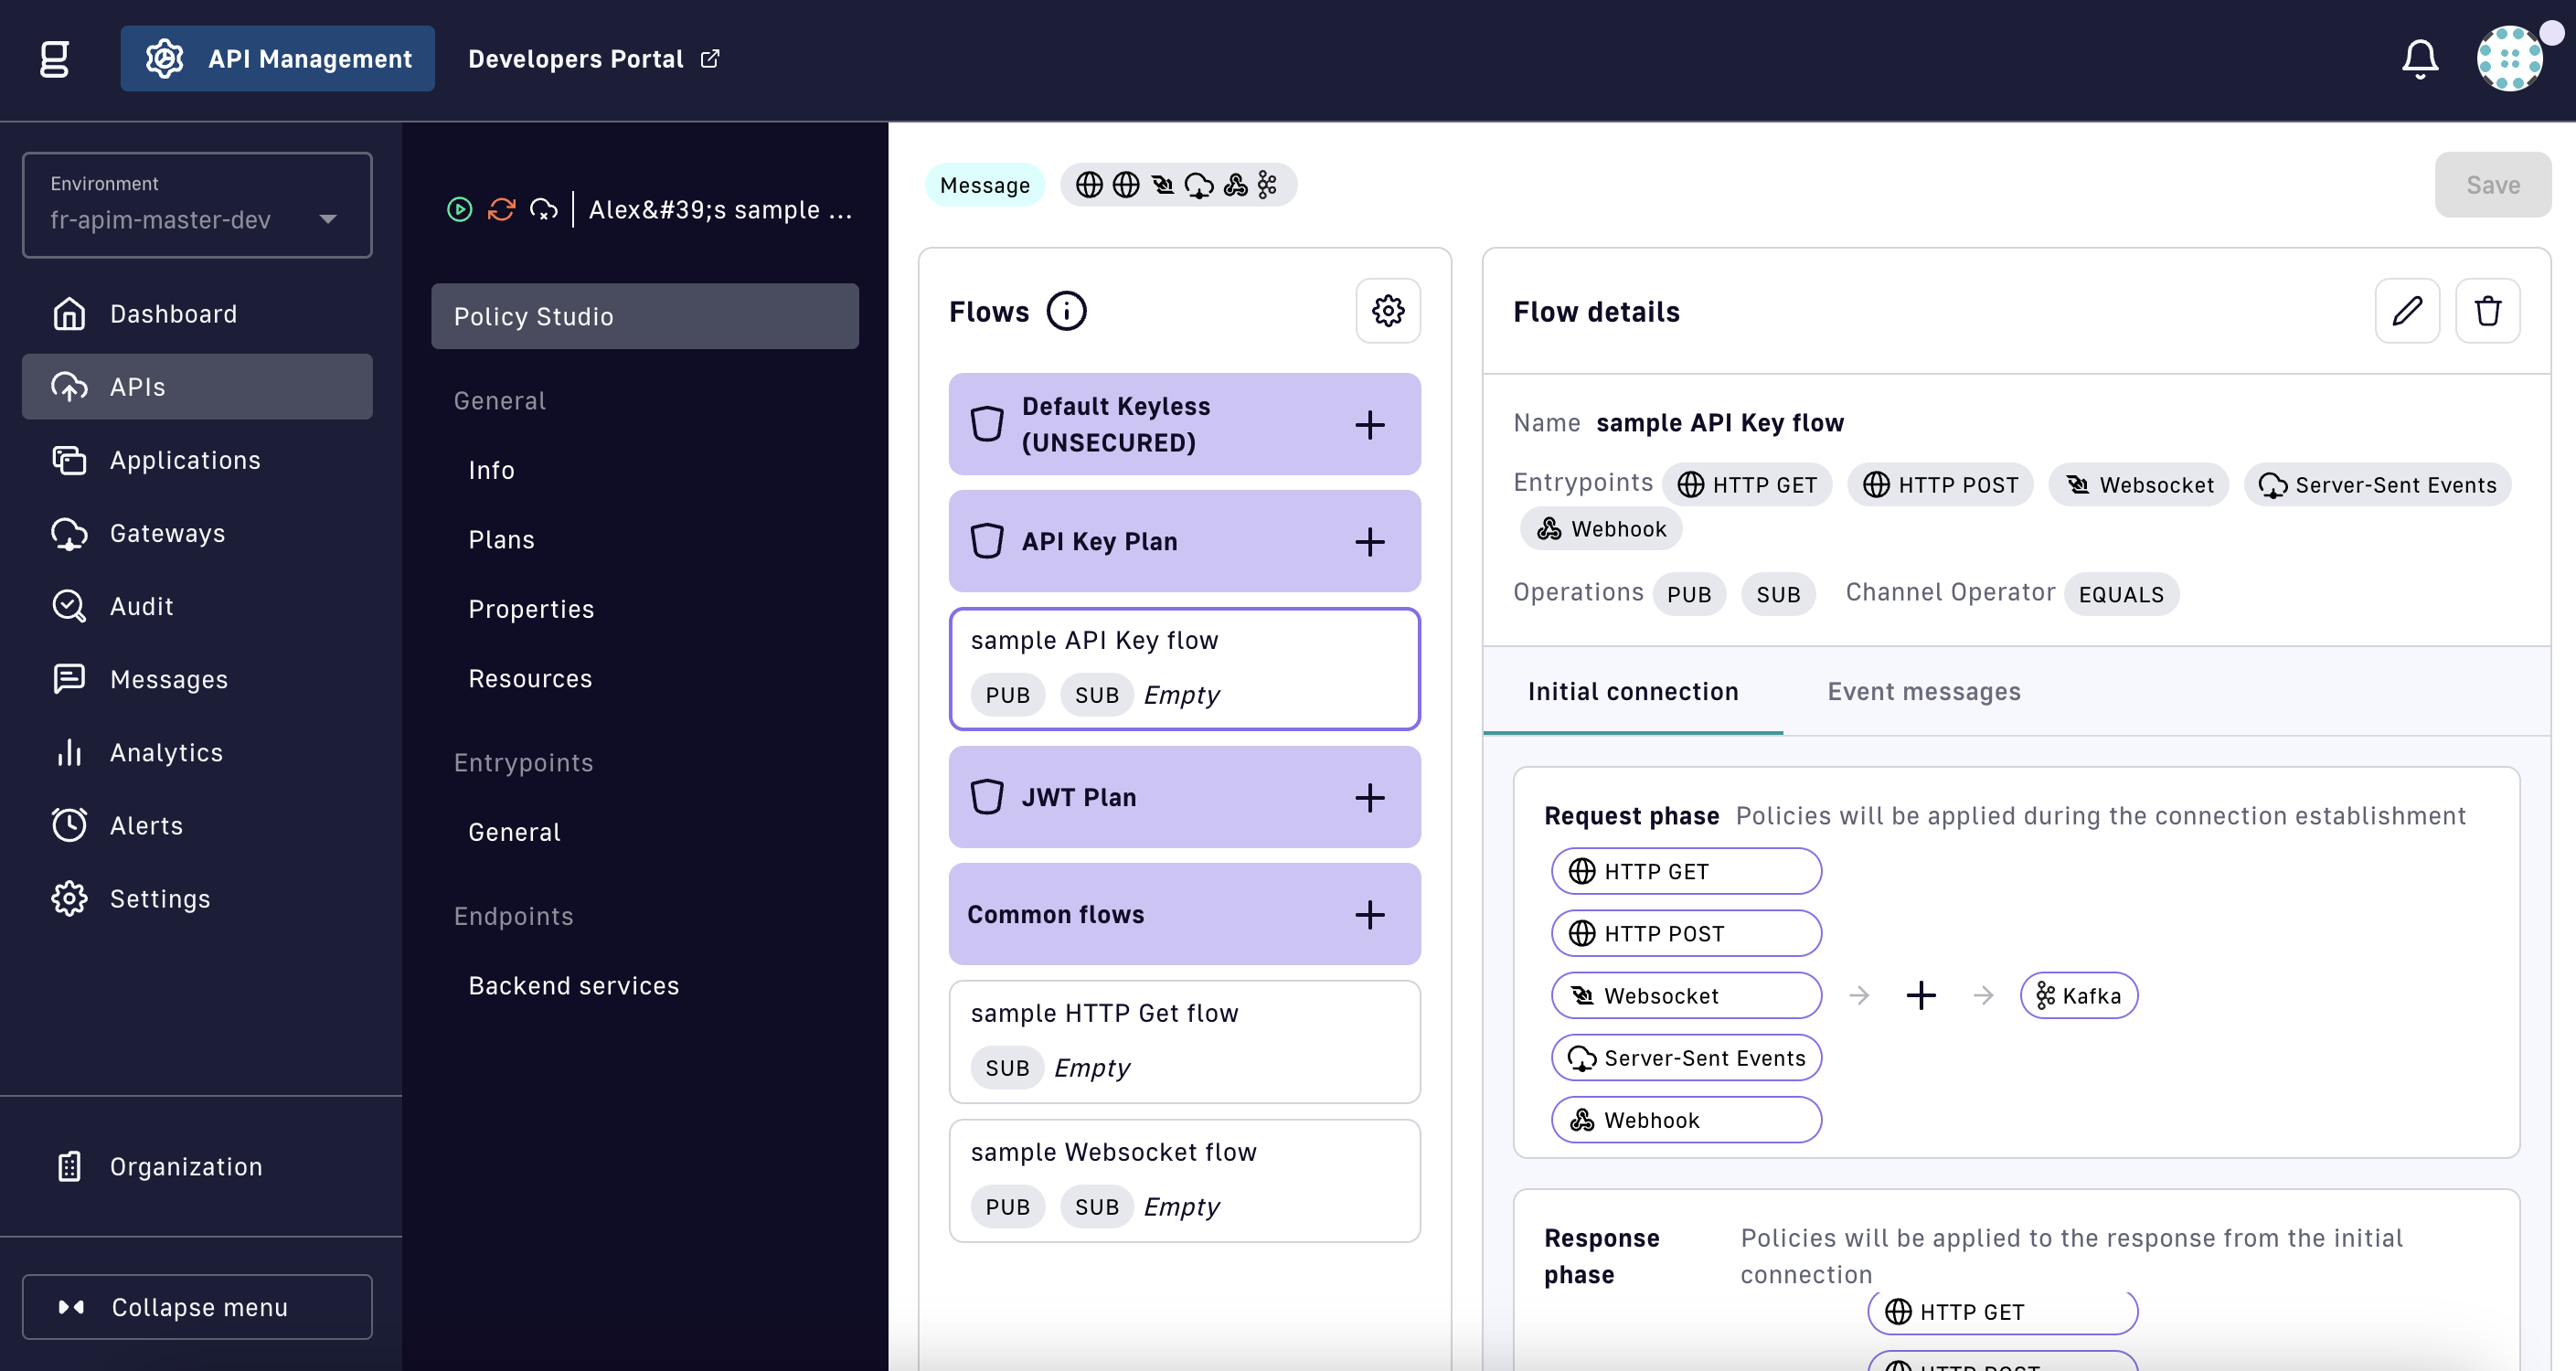 API Management
Developers Portal
Environment
fr-apim-master-dev
Dashboard
APIs
Applications
Gateways
Audit
Messages
Analytics
Alerts
Settings
Organization
Collapse menu
Alex&#39;s sample ...
Policy Studio
General
Info
Plans
Properties
Resources
Entrypoints
General
Endpoints
Backend services
Message
Save
Flows
Default Keyless
(UNSECURED)
API Key Plan
sample API Key flow
PUB SUB Empty
JWT Plan
Common flows
sample HTTP Get flow
SUB Empty
sample Websocket flow
PUB SUB Empty
Flow details
Name sample API Key flow
Entrypoints HTTP GET HTTP POST Websocket Server-Sent Events
Webhook
Operations PUB SUB Channel Operator EQUALS
Initial connection Event messages
Request phase Policies will be applied during the connection establishment
HTTP GET
HTTP POST
Websocket Kafka
Server-Sent Events
Webhook
Response Policies will be applied to the response from the initial
phase connection
HTTP GET
HTTP POST